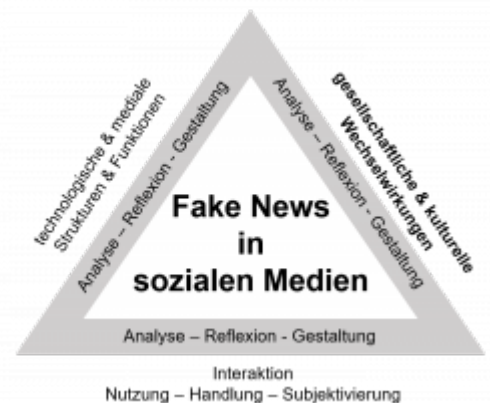 technologische & mediale
Strukturen & Funktionen
Analyse – Reflexion - Gestaltung
gesellschaftliche & kulturelle
Wechselwirkungen
Analyse – Reflexion - Gestaltung
Fake News
in
sozialen Medien
Analyse – Reflexion - Gestaltung
Interaktion
Nutzung – Handlung – Subjektivierung